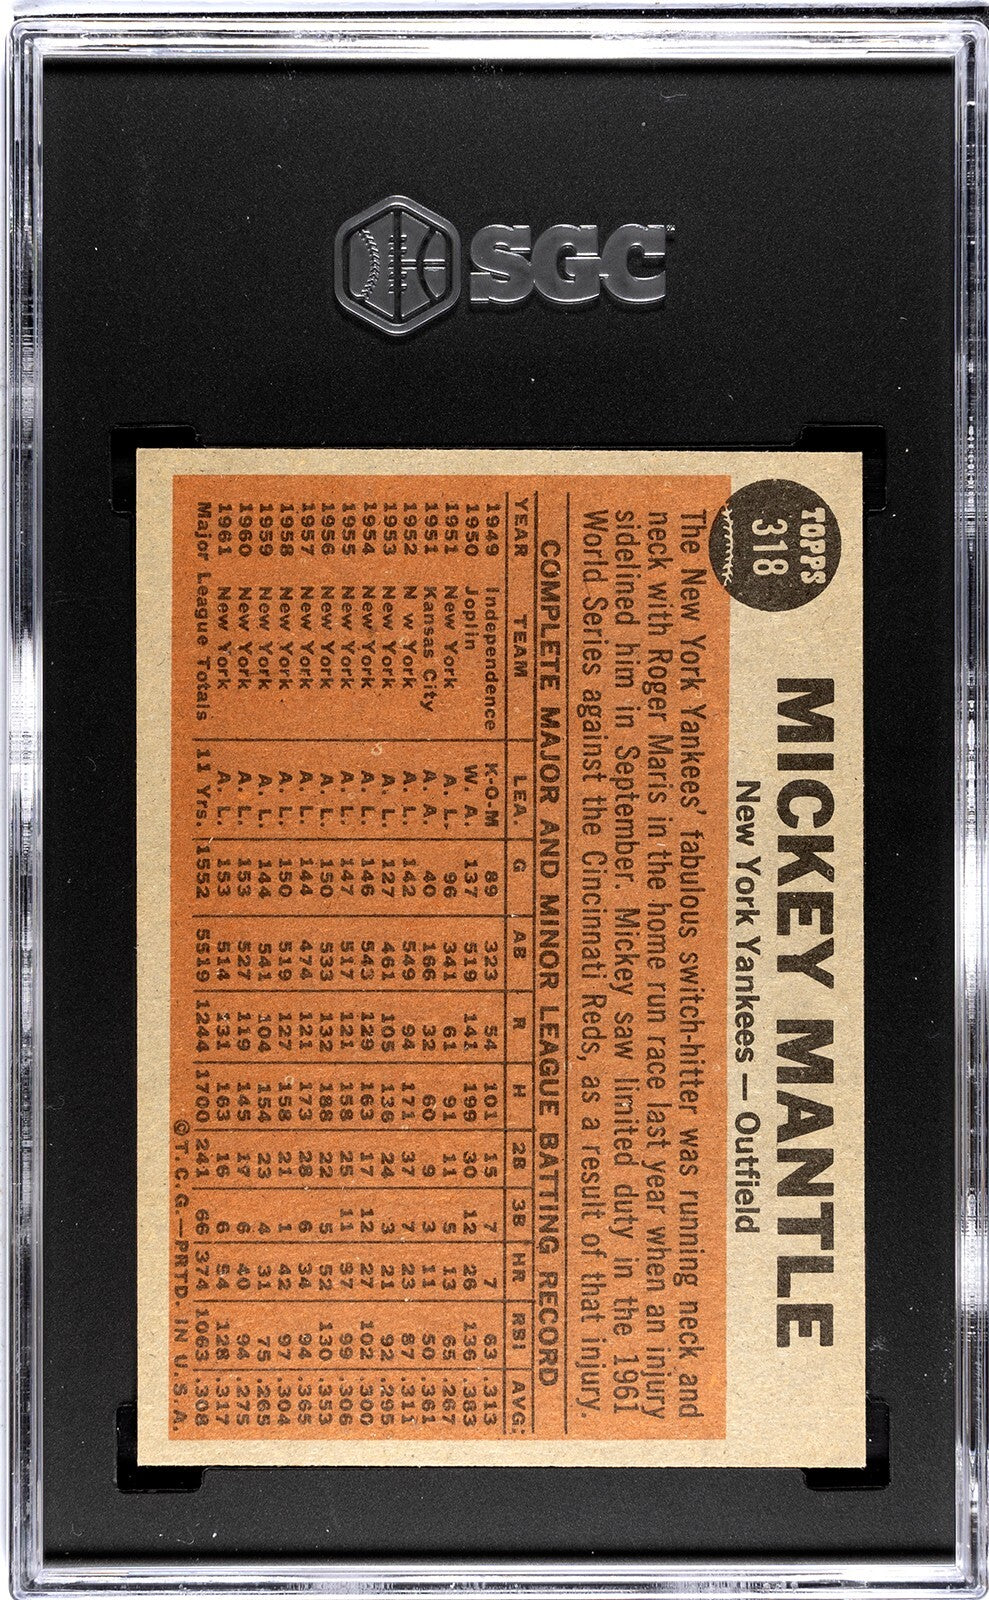 SGC
TOPPS
318
MICKEY MANTLE
New York Yankees — Outfield
The New York Yankees' fabulous switch-hitter was running neck and
neck with Roger Maris in the home run race last year when an injury
sidelined him in September. Mickey saw limited duty in the 1961
World Series against the Cincinnati Reds, as a result of that injury.
COMPLETE MAJOR AND MINOR LEAGUE BATTING RECORD
YEAR TEAM LEA. G AB R H 2B 3B HR RBI AVG.
1949 Independence K-O-M 89 323 54 101 15 7 7 63 .313
1950 Joplin W. A. 137 519 141 199 30 12 26 136 .383
1951 New York A. L. 96 341 61 91 11 5 13 65 .267
1951 Kansas City A. A. 40 166 32 60 9 3 11 50 .361
1952 N w York A. L. 142 549 94 171 37 7 23 87 .311
1953 New York A. L. 127 461 105 136 24 3 21 92 .295
1954 New York A. L. 146 543 129 163 17 12 27 102 .300
1955 New York A. L. 147 517 121 158 25 11 37 99 .306
1956 New York A. L. 150 533 132 188 22 5 52 130 .353
1957 New York A. L. 144 474 121 173 28 6 34 94 .365
1958 New York A. L. 150 519 127 158 21 1 42 97 .304
1959 New York A. L. 144 541 104 154 23 4 31 75 .265
1960 New York A. L. 153 527 119 145 17 6 40 94 .275
1961 New York A. L. 153 514 131 163 16 6 54 128 .317
Major League Totals 11 Yrs. 1552 5519 1244 1700 241 66 374 1063 .308
© T. C. G.—PRTD. IN U. S. A.